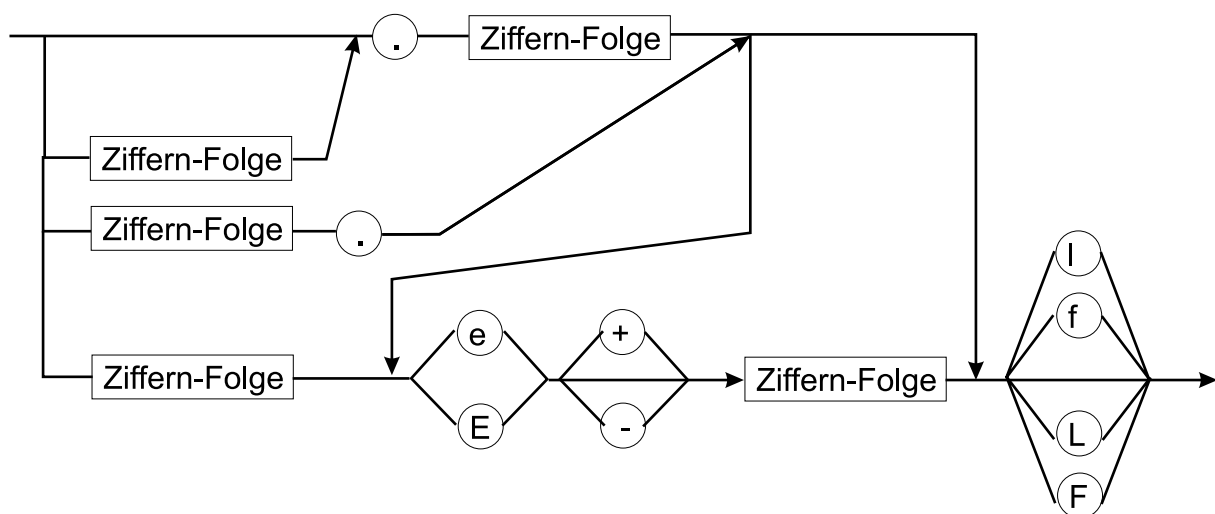 . Ziffern-Folge
Ziffern-Folge
Ziffern-Folge .
l
f
e +
Ziffern-Folge Ziffern-Folge
E -
L
F